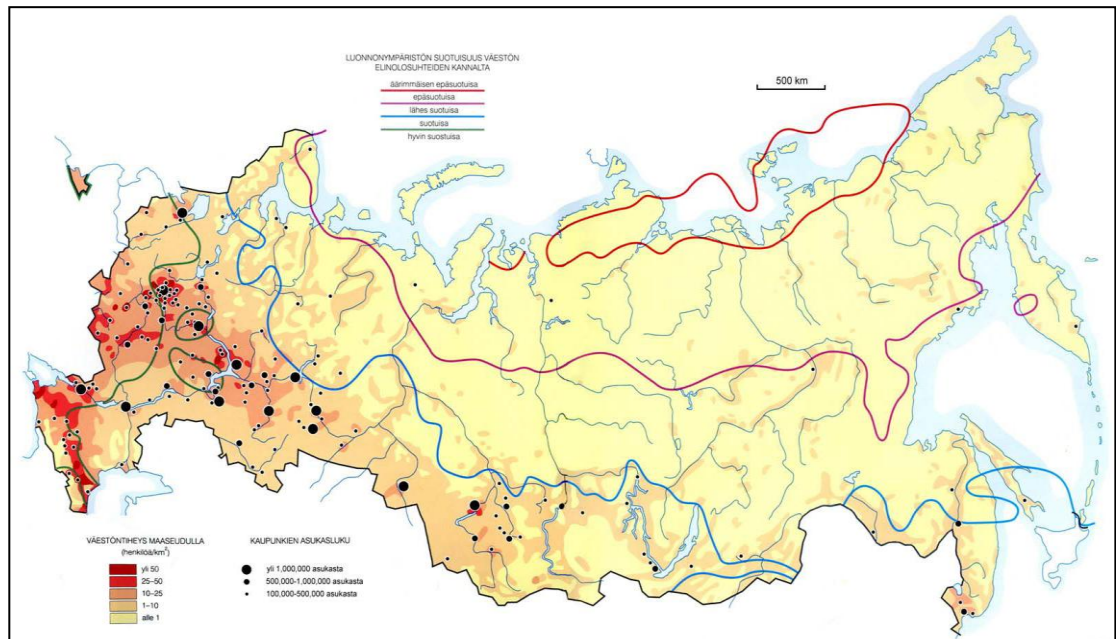 LUONNONYMPÄRISTÖN SUOTUISUUS VÄESTÖN
ELINOLOSUHTEIDEN KANNALTA
äärimmäisen epäsuotuisa
epäsuotuisa
lähes suotuisa
suotuisa
hyvin suostuisa
500 km
VÄESTÖNTIHEYS MAASEUDULLA
(henkilöä/km²)
yli 50
25–50
10–25
1–10
alle 1
KAUPUNKIEN ASUKASLUKU
yli 1,000,000 asukasta
500,000-1,000,000 asukasta
100,000-500,000 asukasta